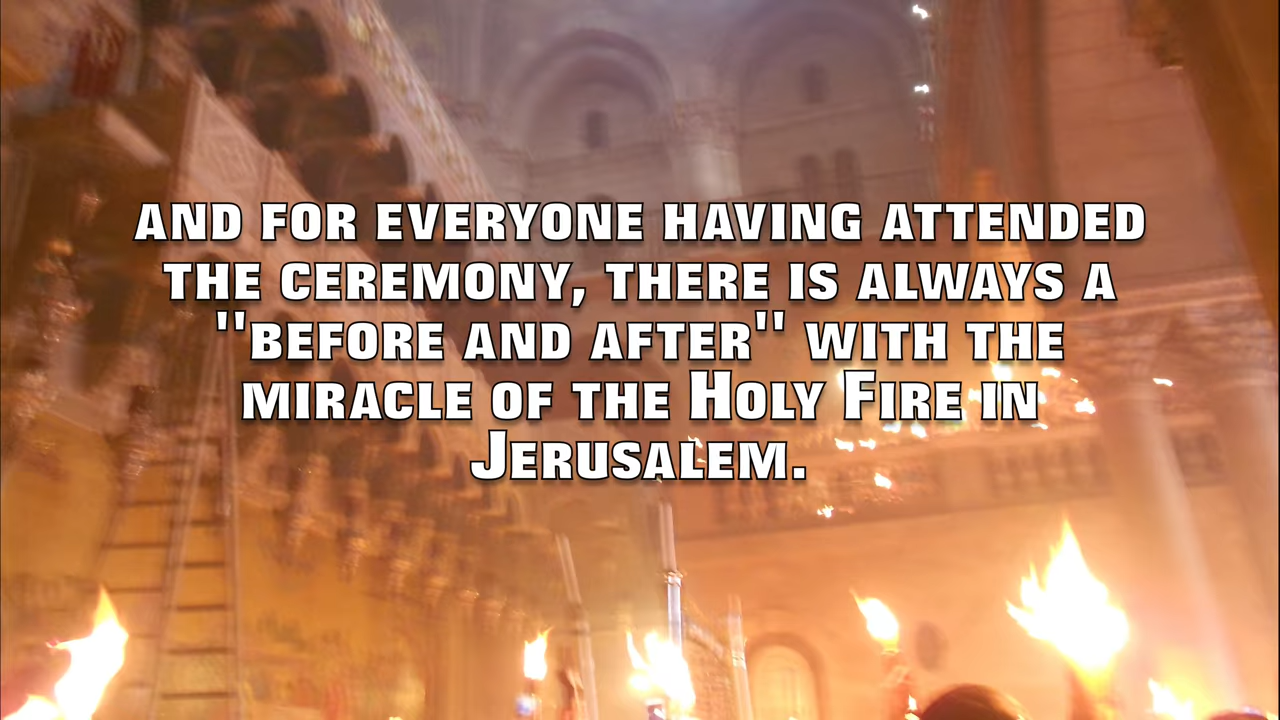 AND FOR EVERYONE HAVING ATTENDED
THE CEREMONY, THERE IS ALWAYS A
"BEFORE AND AFTER" WITH THE
MIRACLE OF THE HOLY FIRE IN
JERUSALEM.